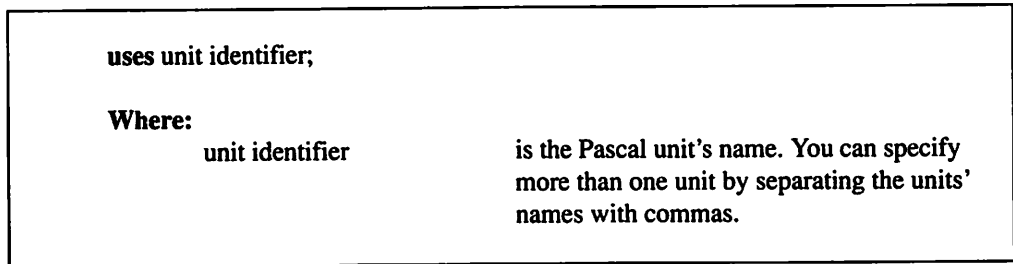 uses unit identifier;
Where:
unit identifier
is the Pascal unit's name. You can specify
more than one unit by separating the units'
names with commas.